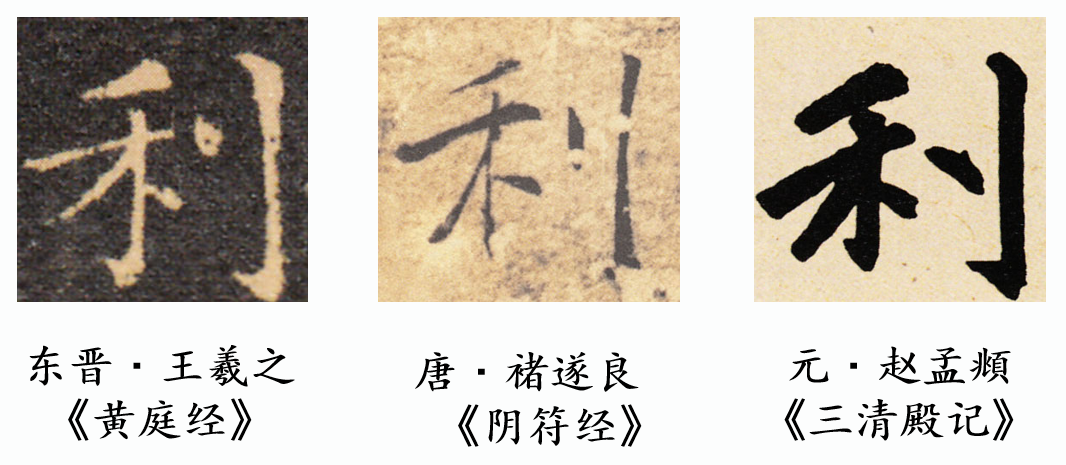 利 利 利
东晋·王羲之
《黄庭经》
唐·褚遂良
《阴符经》
元·赵孟頫
《三清殿记》